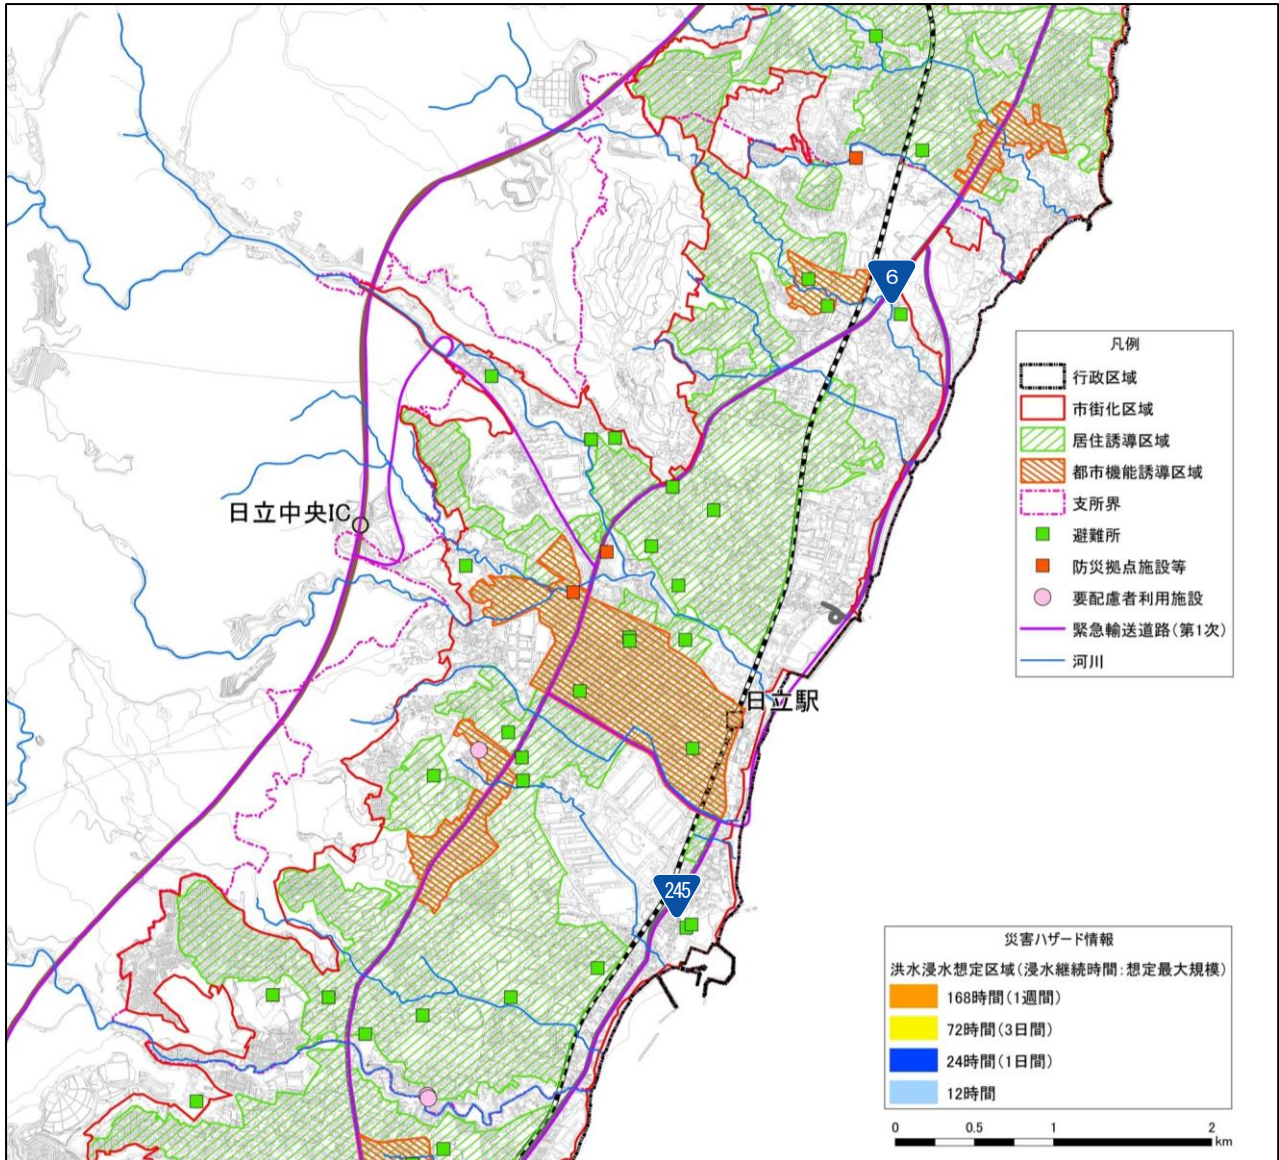 6
日立中央IC
日立駅
245
凡例
行政区域
市街化区域
居住誘導区域
都市機能誘導区域
支所界
避難所
防災拠点施設等
要配慮者利用施設
緊急輸送道路(第1次)
河川
災害ハザード情報
洪水浸水想定区域(浸水継続時間:想定最大規模)
168時間(1週間)
72時間(3日間)
24時間(1日間)
12時間
0 0.5 1 2
km